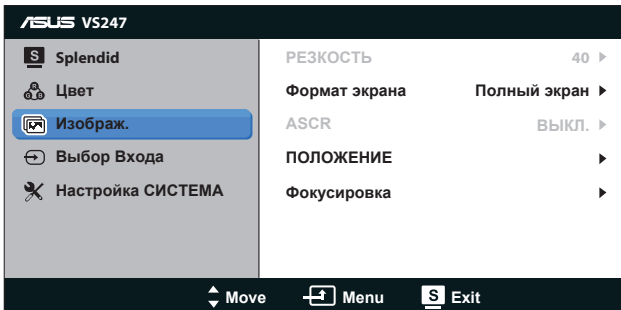 ASUS VS247
S Splendid
Цвет
Изображ.
Выбор Входа
Настройка СИСТЕМА
РЕЗКОСТЬ 40
Формат экрана Полный экран
ASCR ВЫКЛ.
ПОЛОЖЕНИЕ
Фокусировка
Move Menu S Exit